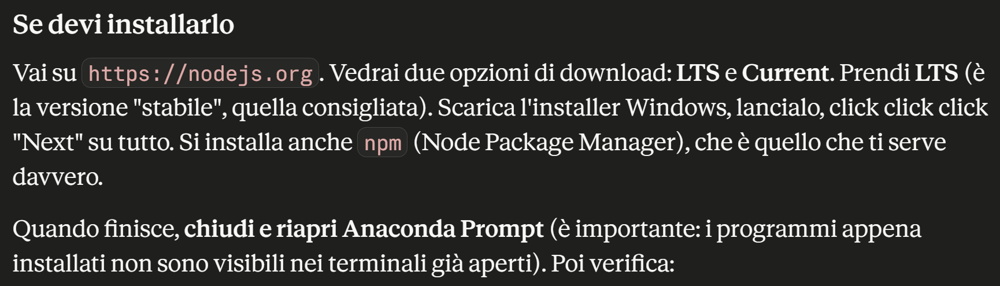 Se devi installarlo
Vai su https://nodejs.org. Vedrai due opzioni di download: LTS e Current. Prendi LTS (è
la versione "stabile", quella consigliata). Scarica l'installer Windows, lancialo, click click click
"Next" su tutto. Si installa anche npm (Node Package Manager), che è quello che ti serve
davvero.
Quando finisce, chiudi e riapri Anaconda Prompt (è importante: i programmi appena
installati non sono visibili nei terminali già aperti). Poi verifica: